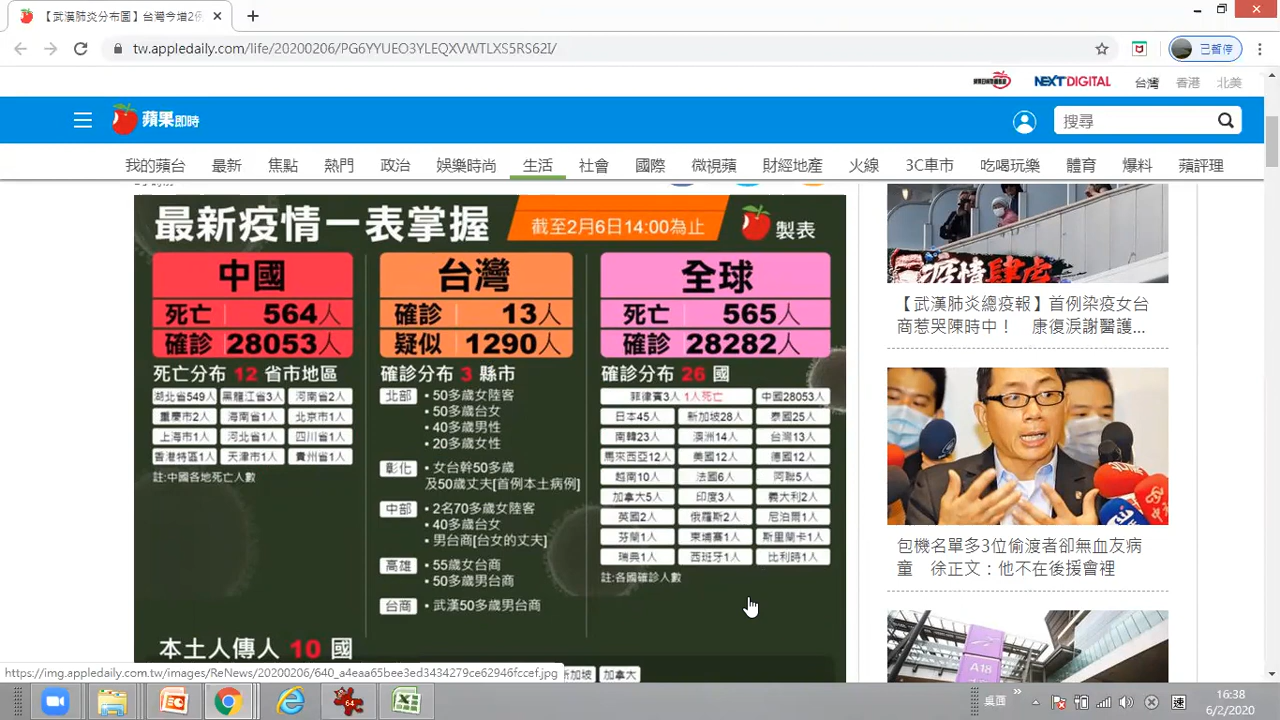 【武漢肺炎分布圖】台灣今增2例
tw.appledaily.com/life/20200206/PG6YYUEO3YLEQXVWTLXS5RS62I/
已暫停
NEXTDIGITAL 台灣 香港 北美
蘋果即時
搜尋
我的蘋台 最新 焦點 熱門 政治 娛樂時尚 生活 社會 國際 微視蘋 財經地產 火線 3C車市 吃喝玩樂 體育 爆料 蘋評理
最新疫情一表掌握
截至2月6日14:00為止
製表
中國
死亡 564人
確診 28053人
死亡分布 12 省市地區
湖北省549人 黑龍江省3人 河南省2人
重慶市2人 海南省1人 北京市1人
上海市1人 河北省1人 四川省1人
香港特區1人 天津市1人 貴州省1人
註:中國各地死亡人數
台灣
確診 13人
疑似 1290人
確診分布 3 縣市
北部
• 50多歲女陸客
• 50多歲台女
• 40多歲男性
• 20多歲女性
彰化
• 女台幹50多歲
及50歲丈夫[首例本土病例]
中部
• 2名70多歲女陸客
• 40多歲台女
• 男台商[台女的丈夫]
高雄
• 55歲女台商
• 50多歲男台商
台商
• 武漢50多歲男台商
全球
死亡 565人
確診 28282人
確診分布 26 國
菲律賓3人 1人死亡 中國28053人
日本45人 新加坡28人 泰國25人
南韓23人 澳洲14人 台灣13人
馬來西亞12人 美國12人 德國12人
越南10人 法國6人 阿聯5人
加拿大5人 印度3人 義大利2人
英國2人 俄羅斯2人 尼泊爾1人
芬蘭1人 柬埔寨1人 斯里蘭卡1人
瑞典1人 西班牙1人 比利時1人
註:各國確診人數
本土人傳人 10 國
新加坡 加拿大
【武漢肺炎總疫報】首例染疫女台
商惹哭陳時中！ 康復淚謝醫護...
包機名單多3位偷渡者卻無血友病
童 徐正文：他不在後援會裡
A18
https://img.appledaily.com.tw/images/ReNews/20200206/640_a4eaa65bee3ed3434279ce62946fccef.jpg
64
桌面
速
16:38
6/2/2020